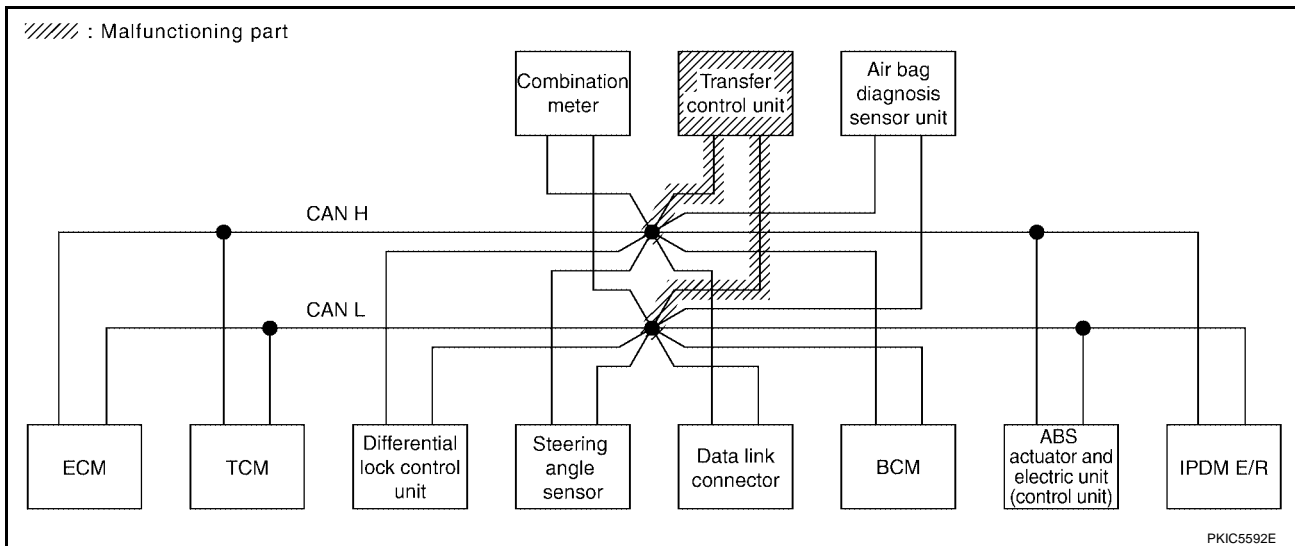 : Malfunctioning part
Combination
meter
Transfer
control unit
Air bag
diagnosis
sensor unit
CAN H
CAN L
ECM
TCM
Differential
lock control
unit
Steering
angle
sensor
Data link
connector
BCM
ABS
actuator and
electric unit
(control unit)
IPDM E/R
PKIC5592E